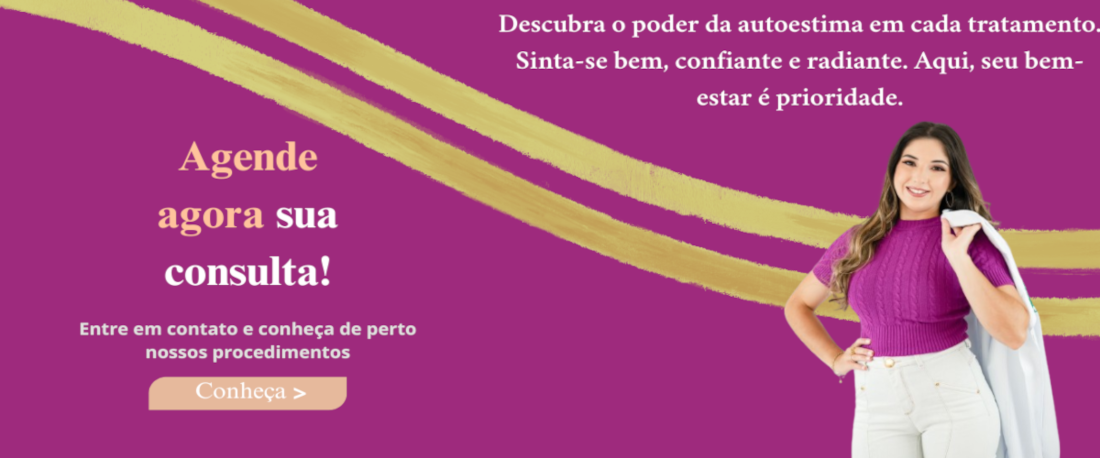 Descubra o poder da autoestima em cada tratamento.
Sinta-se bem, confiante e radiante. Aqui, seu bem-
estar é prioridade.
Agende
agora sua
consulta!
Entre em contato e conheça de perto
nossos procedimentos
Conheça >